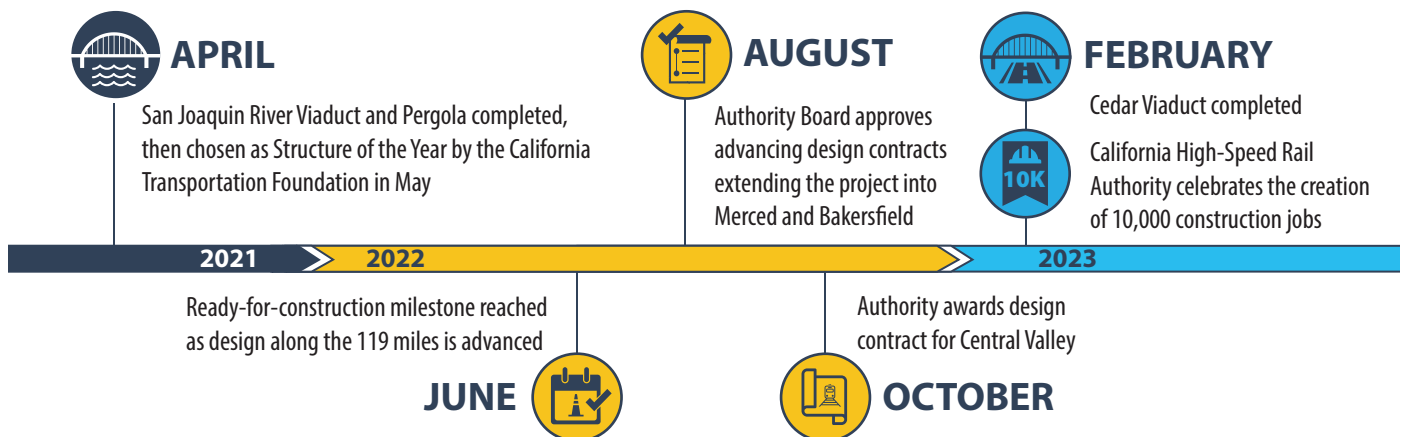 APRIL
San Joaquin River Viaduct and Pergola completed,
then chosen as Structure of the Year by the California
Transportation Foundation in May
AUGUST
Authority Board approves
advancing design contracts
extending the project into
Merced and Bakersfield
FEBRUARY
Cedar Viaduct completed
10K
California High-Speed Rail
Authority celebrates the creation
of 10,000 construction jobs
2021
2022
2023
Ready-for-construction milestone reached
as design along the 119 miles is advanced
JUNE
Authority awards design
contract for Central Valley
OCTOBER